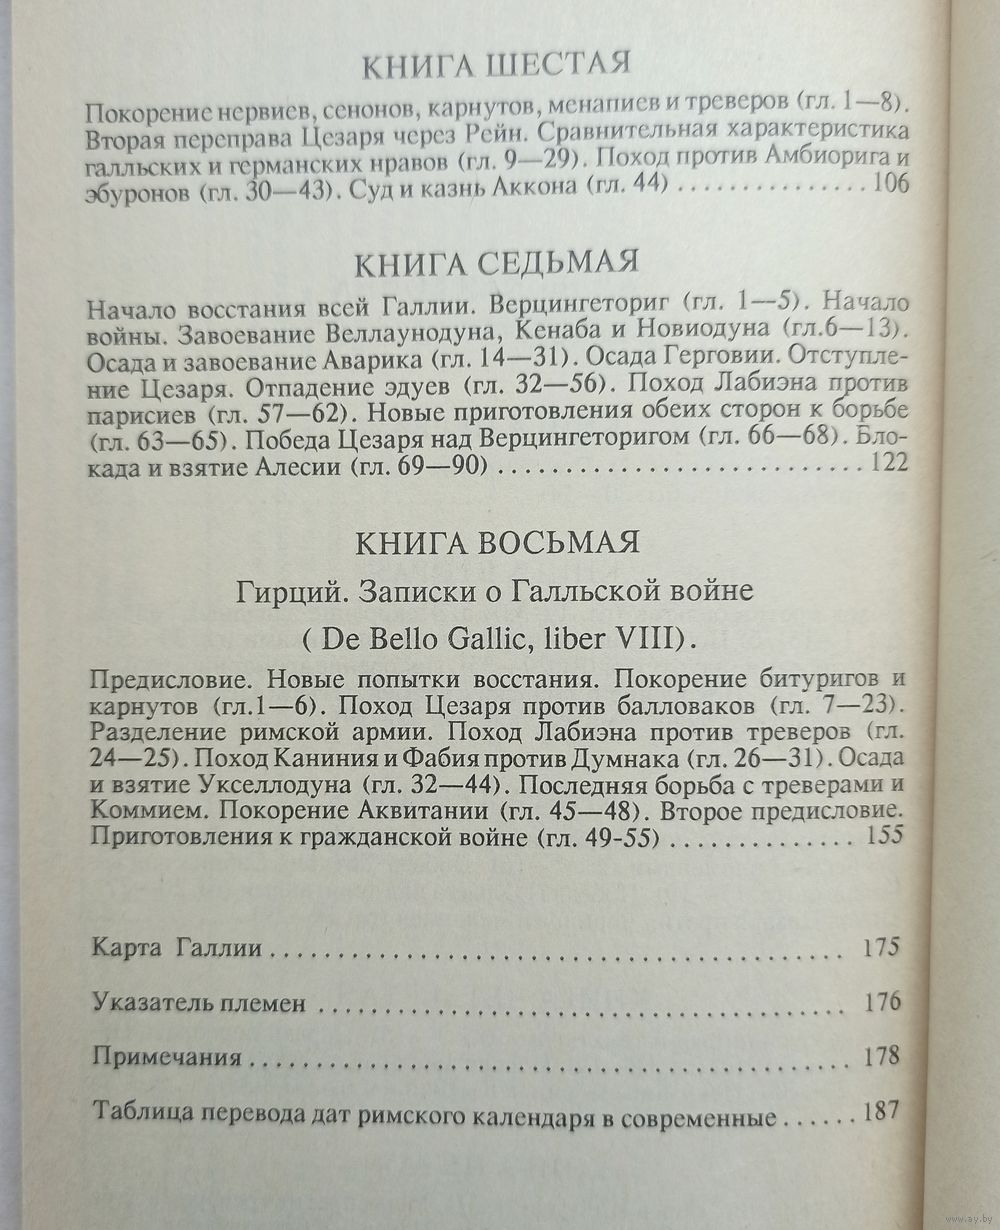 КНИГА ШЕСТАЯ
Покорение нервиев, сенонов, карнутов, менапиев и треверов (гл. 1—8).
Вторая переправа Цезаря через Рейн. Сравнительная характеристика
галльских и германских нравов (гл. 9—29). Поход против Амбиорига и
эбуронов (гл. 30—43). Суд и казнь Аккона (гл. 44) . . . . . . . . . . . . . . . 106
КНИГА СЕДЬМАЯ
Начало восстания всей Галлии. Верцингеториг (гл. 1—5). Начало
войны. Завоевание Веллаунодуна, Кенаба и Новиодуна (гл.6—13).
Осада и завоевание Аварика (гл. 14—31). Осада Герговии. Отступле-
ние Цезаря. Отпадение эдуев (гл. 32—56). Поход Лабиэна против
парисиев (гл. 57—62). Новые приготовления обеих сторон к борьбе
(гл. 63—65). Победа Цезаря над Верцингеторигом (гл. 66—68). Бло-
када и взятие Алесии (гл. 69—90) . . . . . . . . . . . . . . . . . . . . . . . . . . . . 122
КНИГА ВОСЬМАЯ
Гирций. Записки о Галльской войне
( De Bello Gallic, liber VIII).
Предисловие. Новые попытки восстания. Покорение битуригов и
карнутов (гл.1—6). Поход Цезаря против балловаков (гл. 7—23).
Разделение римской армии. Поход Лабиэна против треверов (гл.
24—25). Поход Каниния и Фабия против Думнака (гл. 26—31). Осада
и взятие Укселлодуна (гл. 32—44). Последняя борьба с треверами и
Коммием. Покорение Аквитании (гл. 45—48). Второе предисловие.
Приготовления к гражданской войне (гл. 49-55) . . . . . . . . . . . . . . 155
Карта Галлии . . . . . . . . . . . . . . . . . . . . . . . . . . . . . . . . . . . . . . . . . . . 175
Указатель племен . . . . . . . . . . . . . . . . . . . . . . . . . . . . . . . . . . . . . . . 176
Примечания . . . . . . . . . . . . . . . . . . . . . . . . . . . . . . . . . . . . . . . . . . . . 178
Таблица перевода дат римского календаря в современные . . . . . . 187
www.ay.by